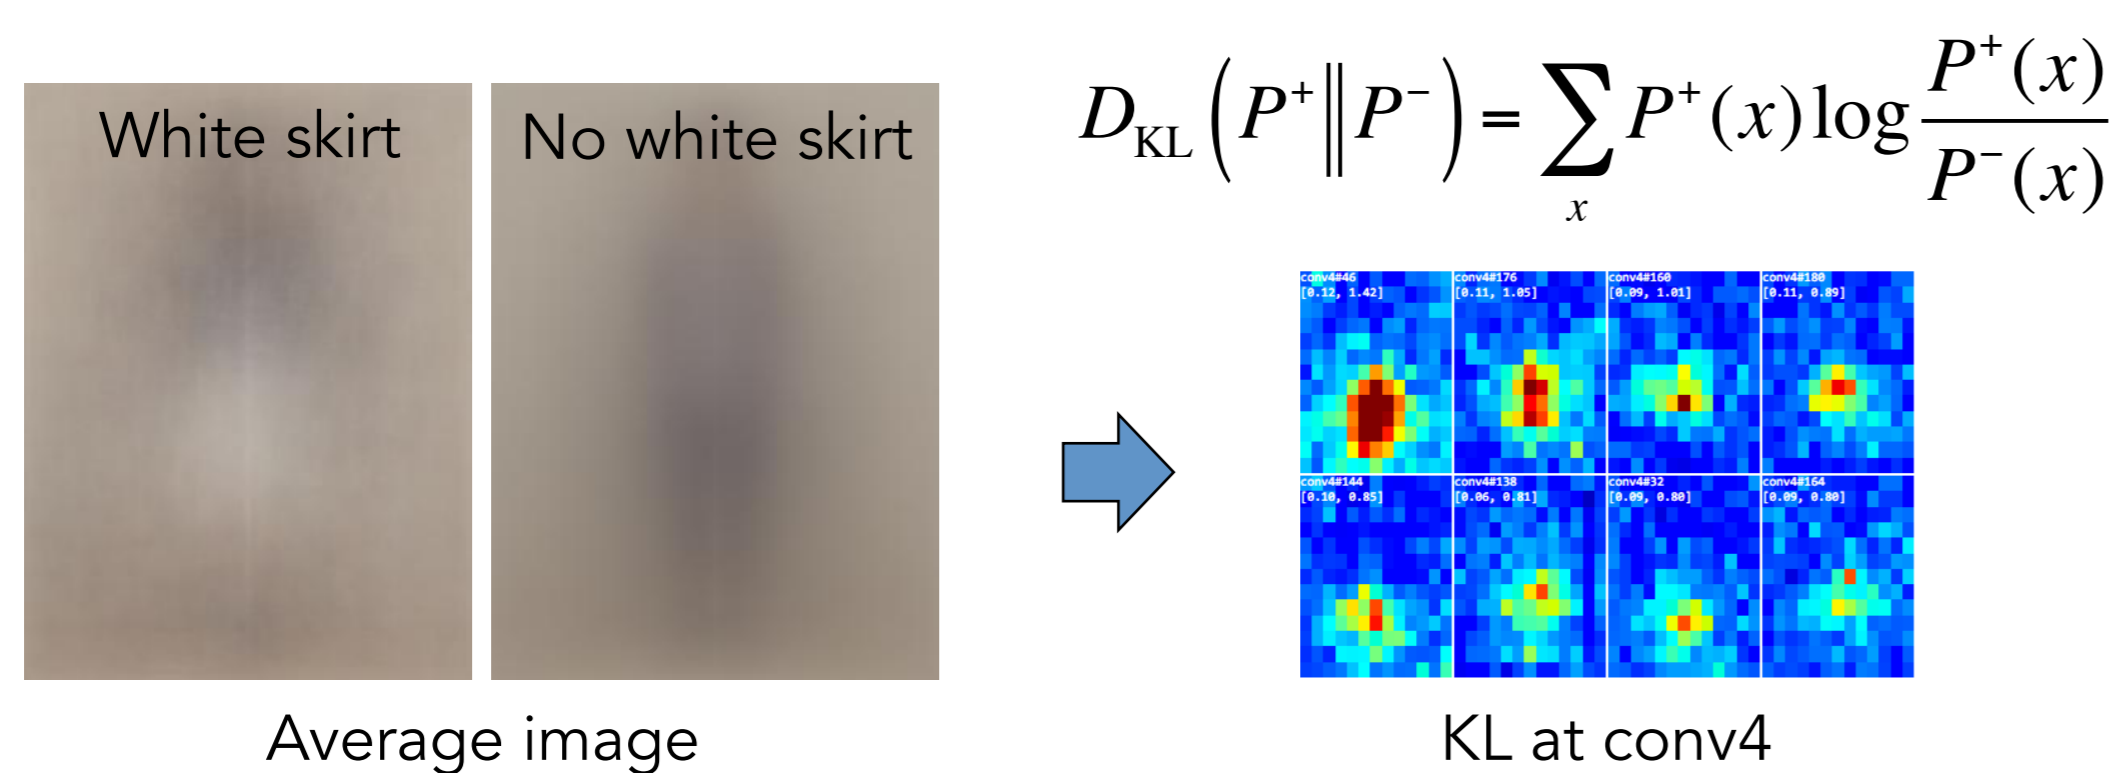 White skirt
No white skirt
Average image
D_KL(P⁺‖P⁻) = ∑_x P⁺(x) log P⁺(x)/P⁻(x)
conv4#46
[0.12, 1.42]
conv4#176
[0.11, 1.05]
conv4#160
[0.09, 1.01]
conv4#180
[0.11, 0.89]
conv4#144
[0.10, 0.85]
conv4#138
[0.06, 0.81]
conv4#32
[0.09, 0.80]
conv4#164
[0.09, 0.80]
KL at conv4